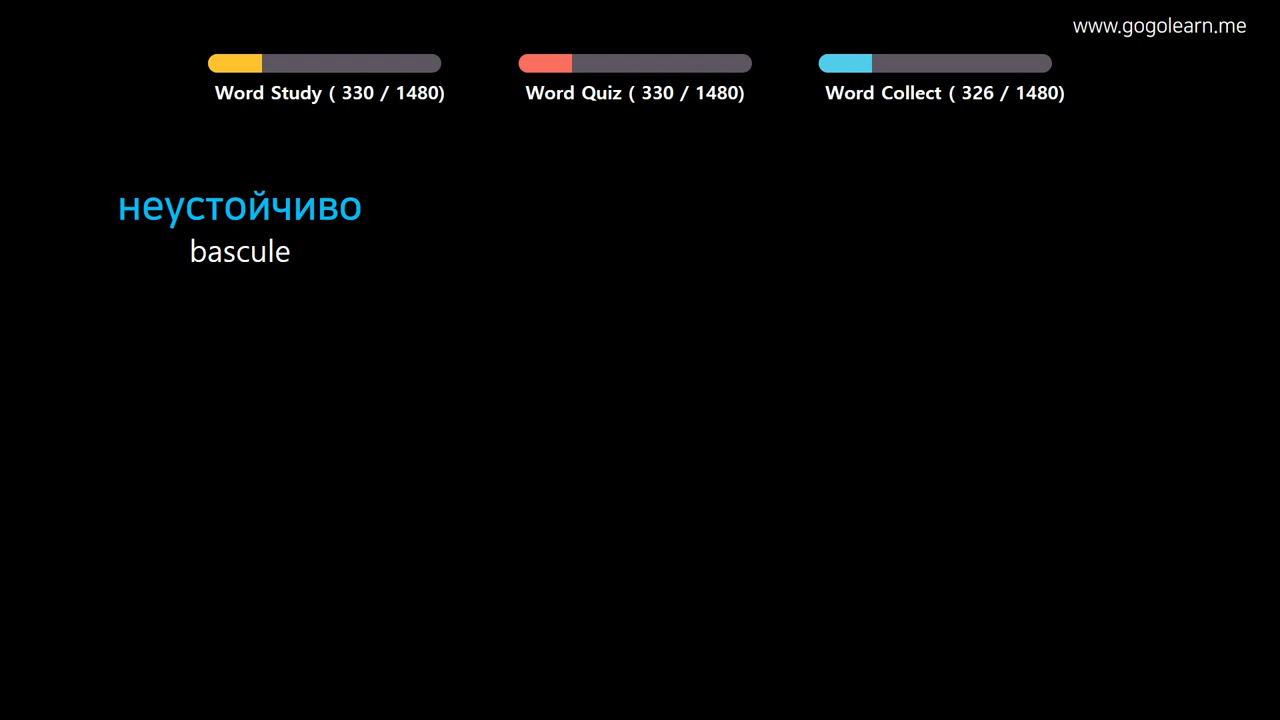 www.gogolearn.me
Word Study ( 330 / 1480)
Word Quiz ( 330 / 1480)
Word Collect ( 326 / 1480)
неустойчиво
bascule